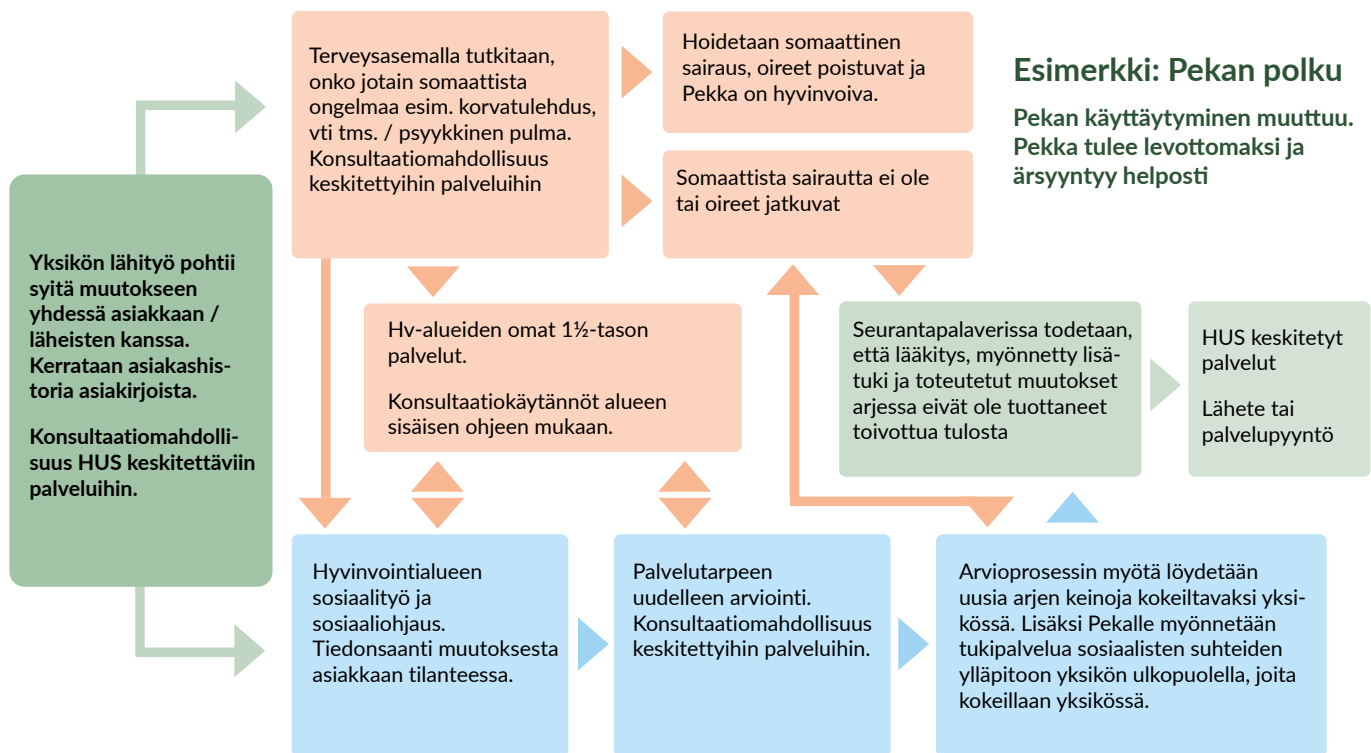 Esimerkki: Pekan polku
Pekan käyttäytyminen muuttuu.
Pekka tulee levottomaksi ja
ärsyyntyy helposti
Yksikön lähityö pohtii
syitä muutokseen
yhdessä asiakkaan /
läheisten kanssa.
Kerrataan asiakashis-
toria asiakirjoista.
Konsultaatiomahdolli-
suus HUS keskitettäviin
palveluihin.
Terveysasemalla tutkitaan,
onko jotain somaattista
ongelmaa esim. korvatulehdus,
vti tms. / psyykkinen pulma.
Konsultaatiomahdollisuus
keskitettyihin palveluihin
Hoidetaan somaattinen
sairaus, oireet poistuvat ja
Pekka on hyvinvoiva.
Somaattista sairautta ei ole
tai oireet jatkuvat
Hv-alueiden omat 1½-tason
palvelut.
Konsultaatiokäytännöt alueen
sisäisen ohjeen mukaan.
Seurantapalaverissa todetaan,
että lääkitys, myönnetty lisä-
tuki ja toteutetut muutokset
arjessa eivät ole tuottaneet
toivottua tulosta
HUS keskitetyt
palvelut
Lähete tai
palvelupyyntö
Hyvinvointialueen
sosiaalityö ja
sosiaaliohjaus.
Tiedonsaanti muutoksesta
asiakkaan tilanteessa.
Palvelutarpeen
uudelleen arviointi.
Konsultaatiomahdollisuus
keskitettyihin palveluihin.
Arvioprosessin myötä löydetään
uusia arjen keinoja kokeiltavaksi yksi-
kössä. Lisäksi Pekalle myönnetään
tukipalvelua sosiaalisten suhteiden
ylläpitoon yksikön ulkopuolella, joita
kokeillaan yksikössä.